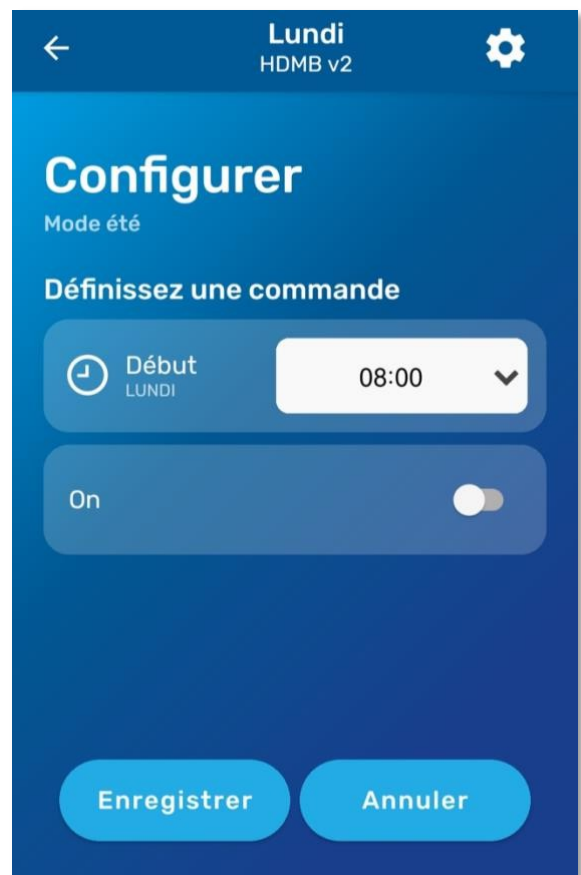 Lundi
HDMB v2
Configurer
Mode été
Définissez une commande
Début
LUNDI
08:00
On
Enregistrer
Annuler